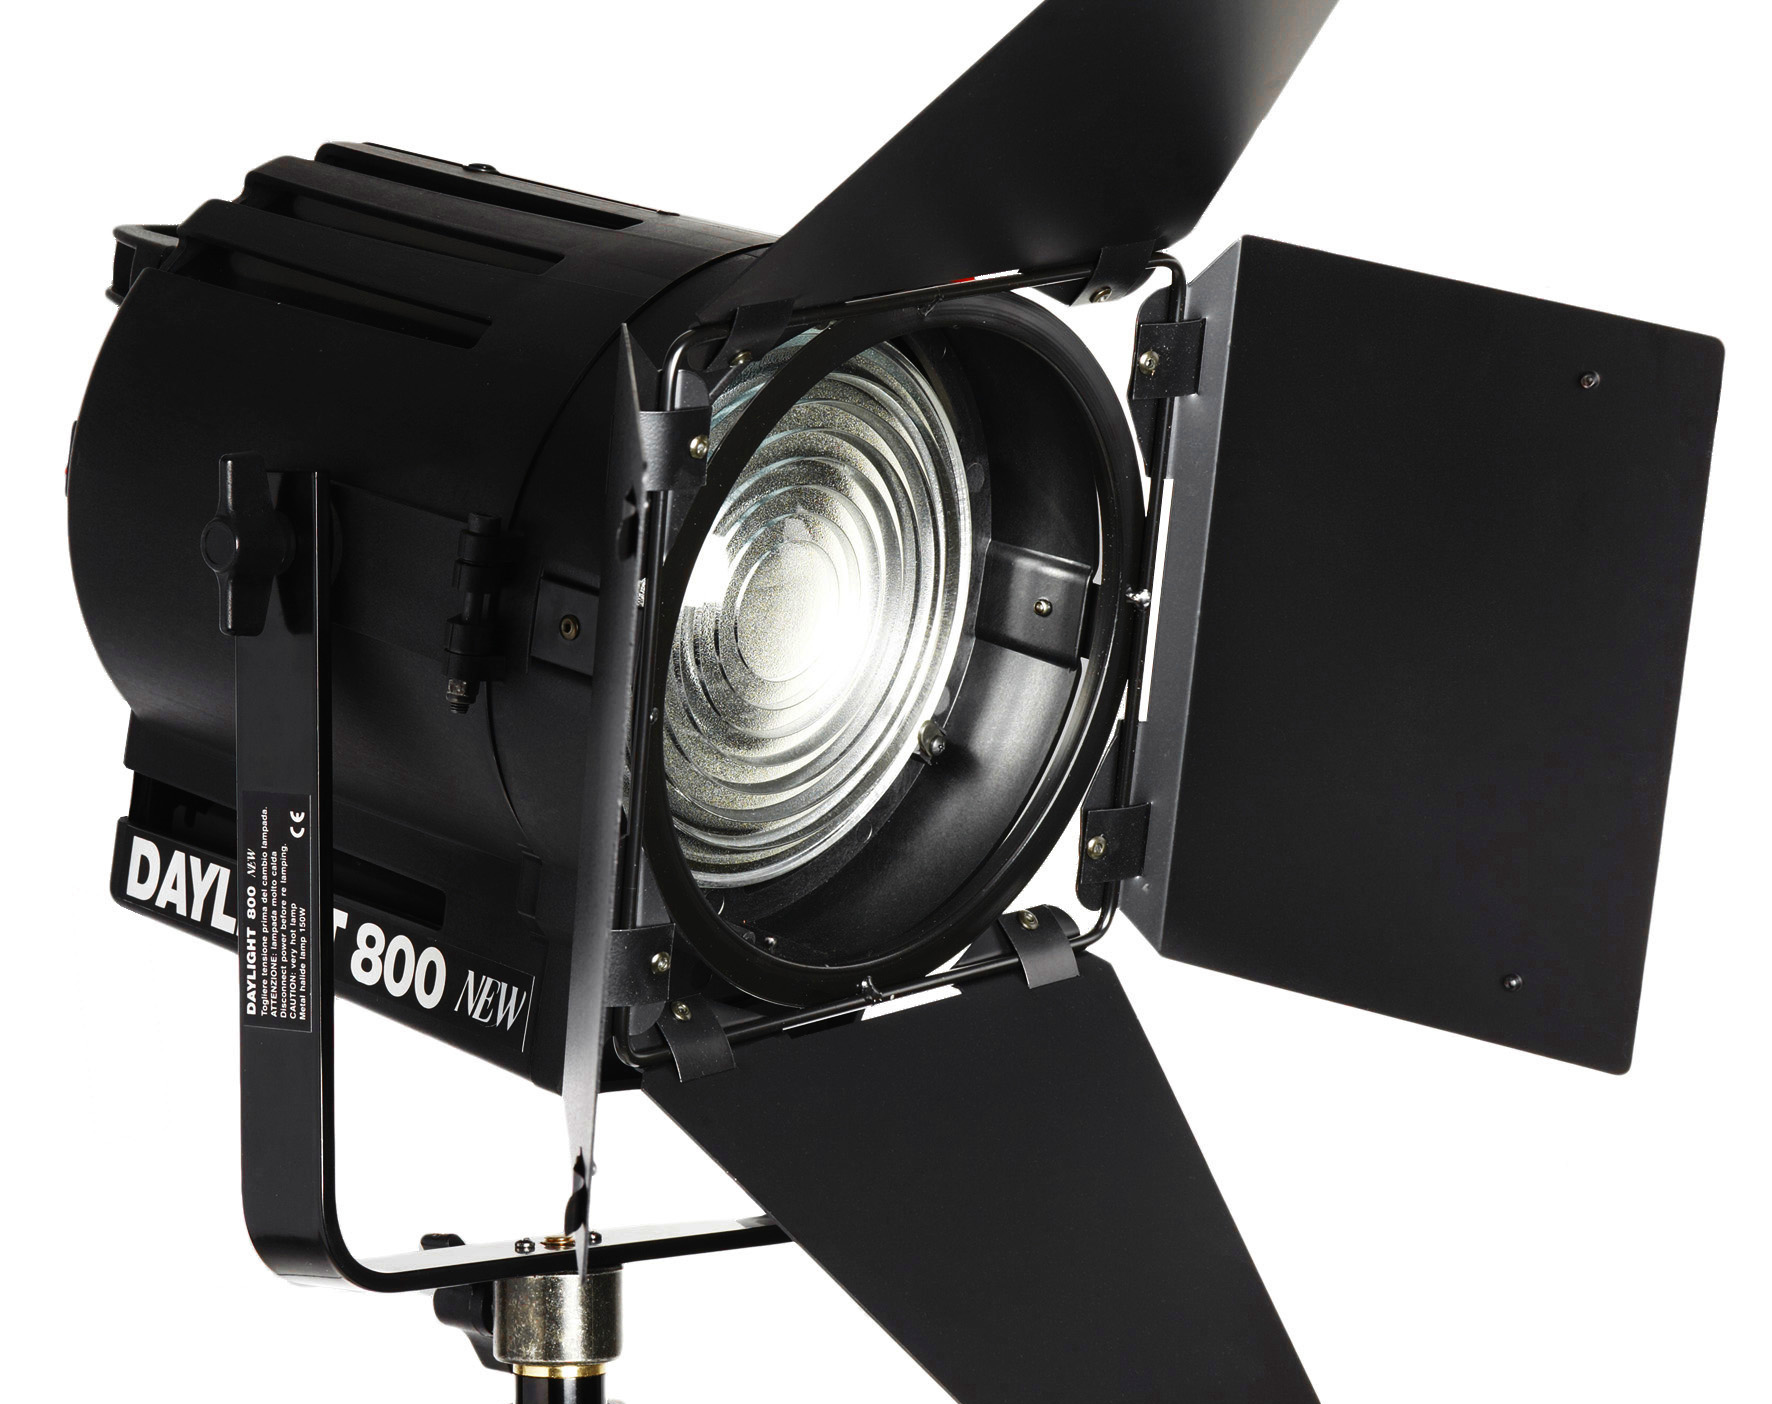 DAYL T 800 NEW
DAYLIGHT 800 NEW
Togliere tensione prima del cambio lampada.
ATTENZIONE: lampada molto calda
Disconnect power before re lamping.
CAUTION: very hot lamp
Metal halide lamp 150W
CE